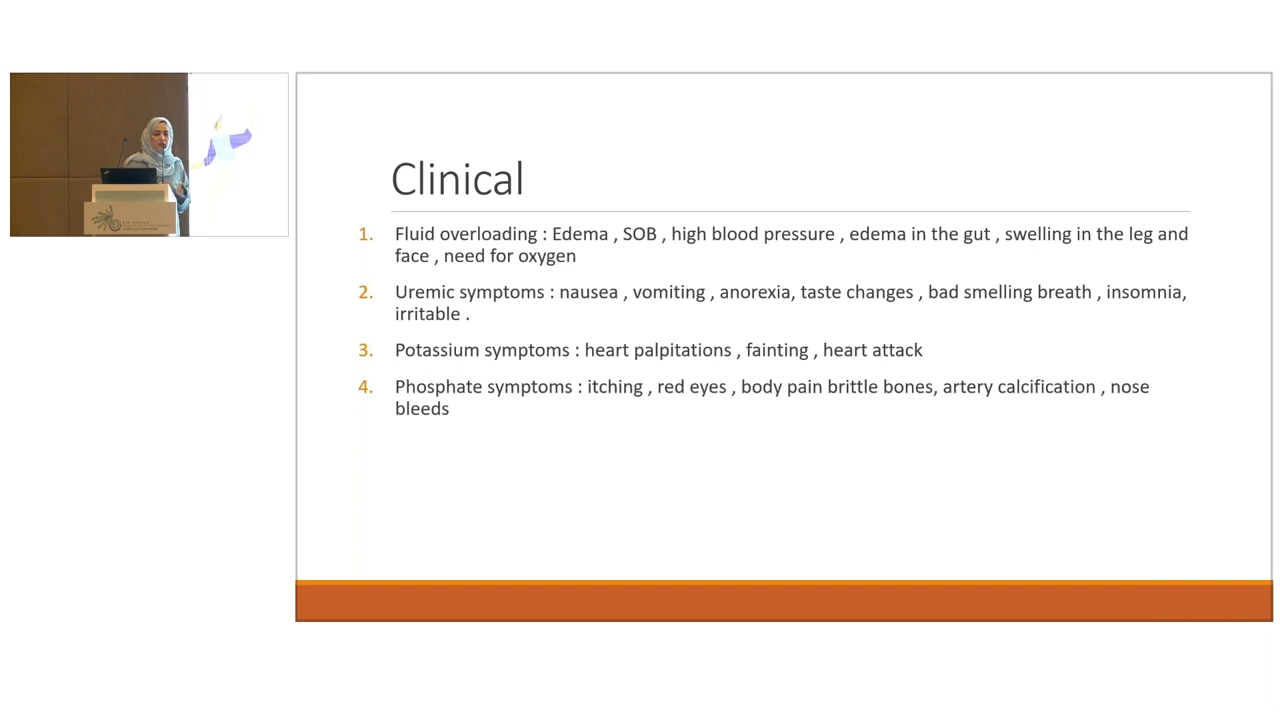 Clinical
1. Fluid overloading : Edema , SOB , high blood pressure , edema in the gut , swelling in the leg and
face , need for oxygen
2. Uremic symptoms : nausea , vomiting , anorexia, taste changes , bad smelling breath , insomnia,
irritable .
3. Potassium symptoms : heart palpitations , fainting , heart attack
4. Phosphate symptoms : itching , red eyes , body pain brittle bones, artery calcification , nose
bleeds